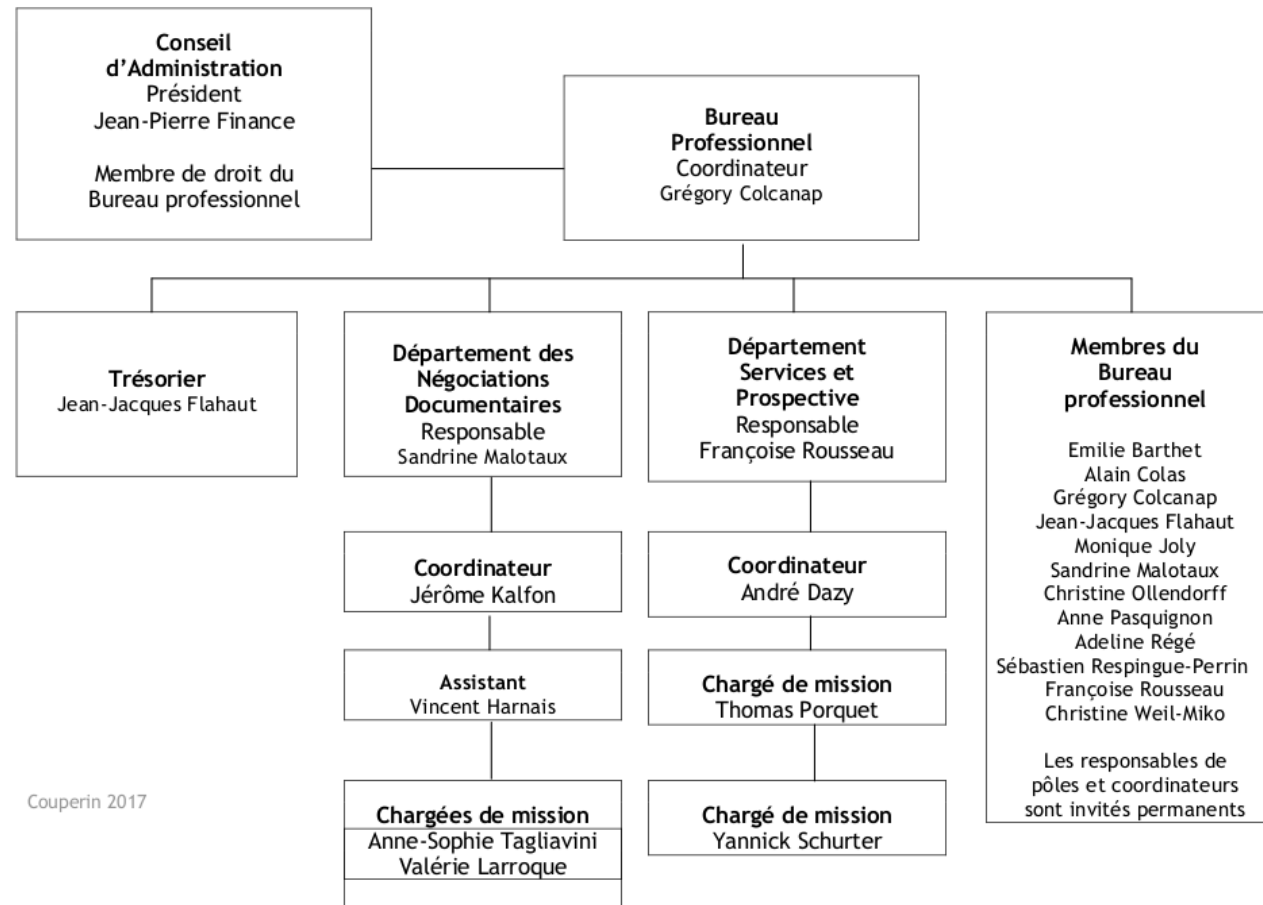 Conseil
d’Administration
Président
Jean-Pierre Finance
Membre de droit du
Bureau professionnel
Bureau
Professionnel
Coordinateur
Grégory Colcanap
Trésorier
Jean-Jacques Flahaut
Département des
Négociations
Documentaires
Responsable
Sandrine Malotaux
Département
Services et
Prospective
Responsable
Françoise Rousseau
Membres du
Bureau
professionnel
Emilie Barthet
Alain Colas
Grégory Colcanap
Jean-Jacques Flahaut
Monique Joly
Sandrine Malotaux
Christine Ollendorff
Anne Pasquignon
Adeline Régé
Sébastien Respingue-Perrin
Françoise Rousseau
Christine Weil-Miko
Les responsables de
pôles et coordinateurs
sont invités permanents
Coordinateur
Jérôme Kalfon
Coordinateur
André Dazy
Assistant
Vincent Harnais
Chargé de mission
Thomas Porquet
Chargées de mission
Anne-Sophie Tagliavini
Valérie Larroque
Chargé de mission
Yannick Schurter
Couperin 2017